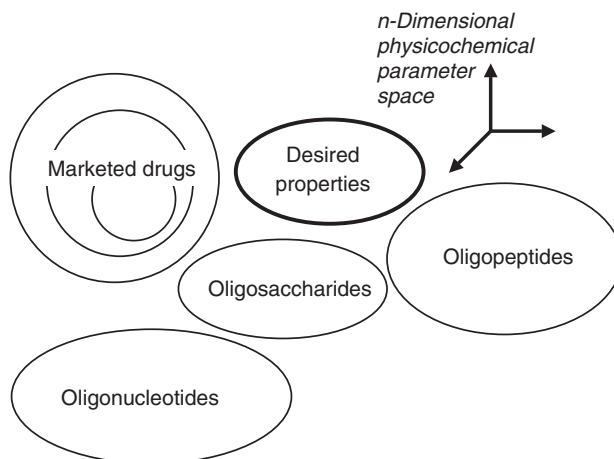 n-Dimensional
physicochemical
parameter
space
Marketed drugs
Desired
properties
Oligopeptides
Oligosaccharides
Oligonucleotides